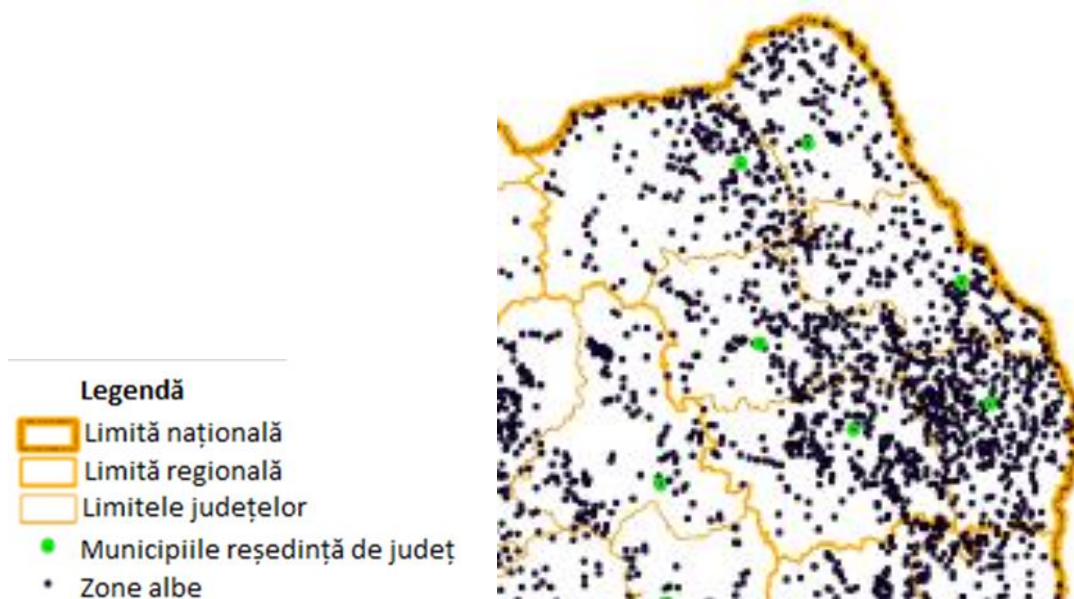 Legendă
Limită națională
Limită regională
Limitele județelor
Municipiile reședință de județ
Zone albe